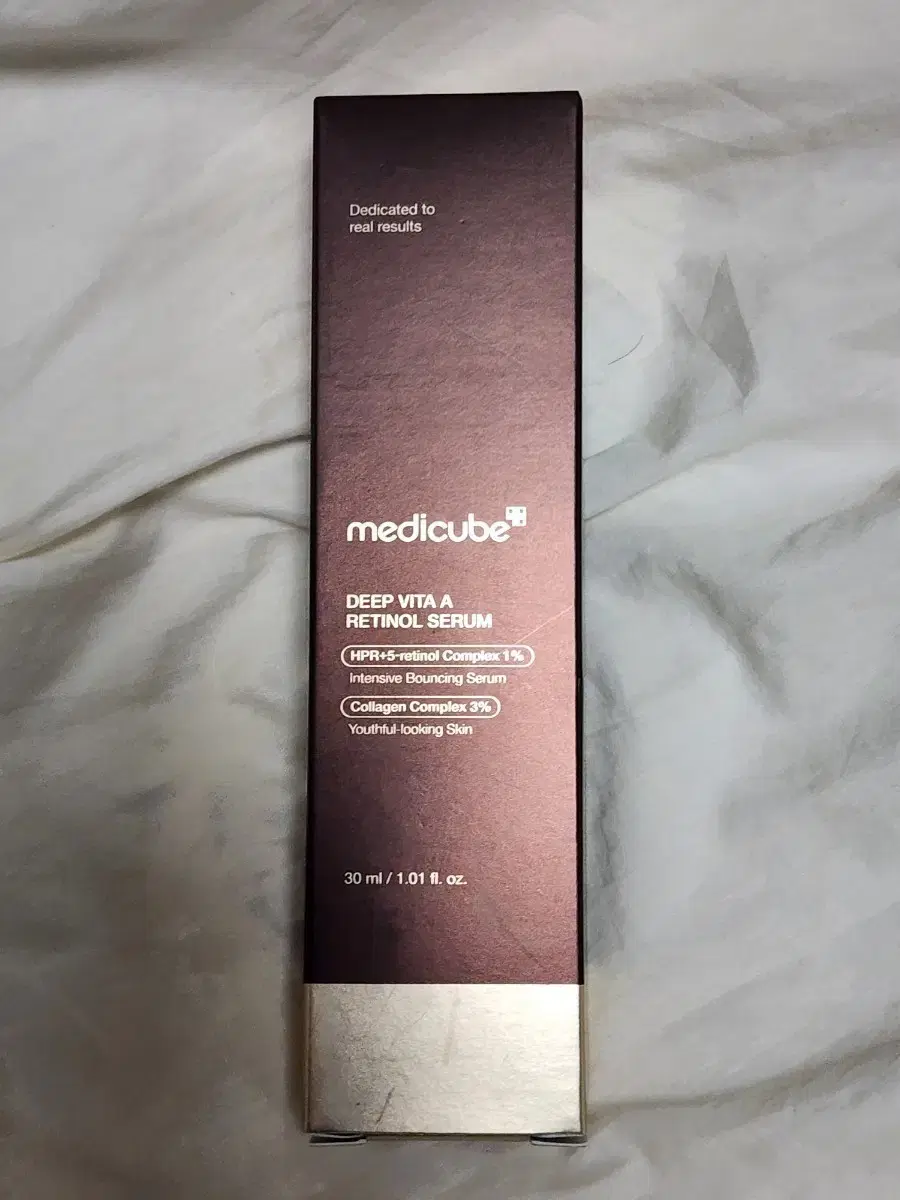 Dedicated to
real results
medicube
DEEP VITA A
RETINOL SERUM
HPR+5-retinol Complex 1%
Intensive Bouncing Serum
Collagen Complex 3%
Youthful-looking Skin
30 ml / 1.01 fl. oz.